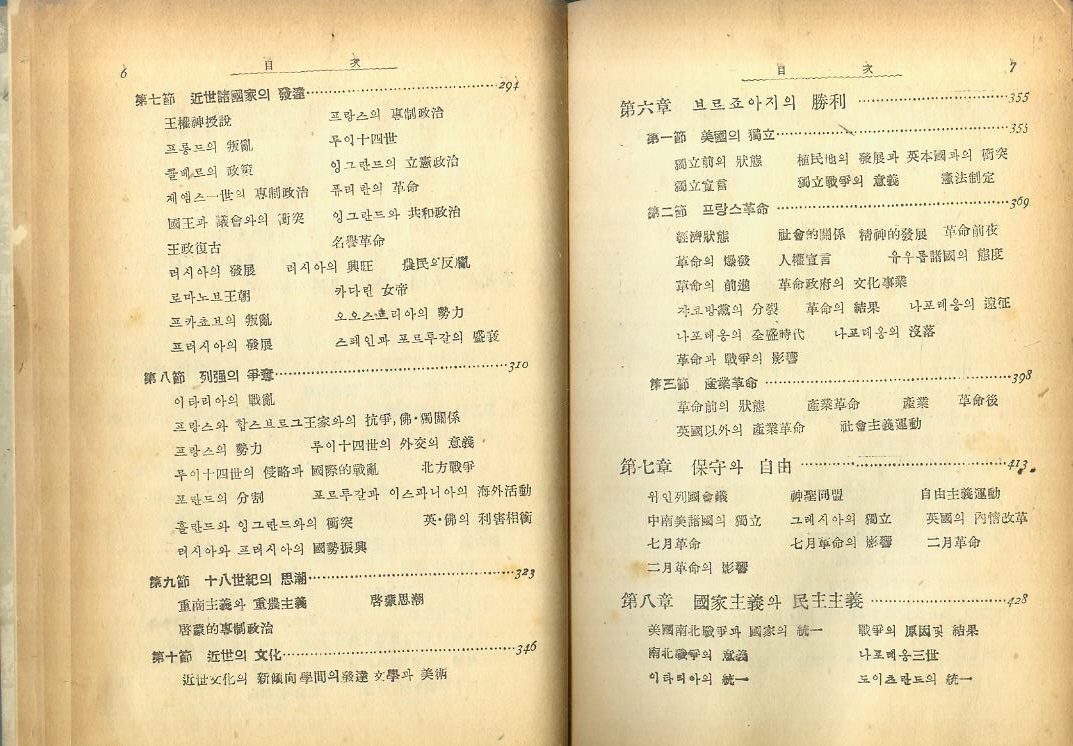 6 目 次
第七節 近世諸國家의 發達 294
王權神授說 프랑스의 專制政治
프롱드의 叛亂 루이十四世
콜베르의 政策 잉그란드의 立憲政治
제임스一世의 專制政治 퓨리탄의 革命
國王과 議會와의 衝突 잉그란드와 共和政治
王政復古 名譽革命
러시아의 發展 러시아의 興旺 農民의反亂
로마노브王朝 카다린 女帝
프카쵸브의 叛亂 오오스트리아의 勢力
프러시아의 發展 스페인과 포르투갈의 盛衰
第八節 列强의 爭奪 310
이타리아의 戰亂
프랑스와 합스브르그王家와의 抗爭,佛·獨關係
프랑스의 勢力 루이十四世의 外交의 意義
루이十四世의 侵略과 國際的戰亂 北方戰爭
포란드의 分割 포르투갈과 이스파니아의 海外活動
홀란드와 잉그란드와의 衝突 英·佛의 利害相衝
러시아와 프러시아의 國勢振興
第九節 十八世紀의 思潮 323
重商主義와 重農主義 啓蒙思潮
啓蒙的專制政治
第十節 近世의 文化 346
近世文化의 新傾向 學問의發達 文學과 美術
目 次 7
第六章 브르죠아지의 勝利 355
第一節 美國의 獨立 355
獨立前의 狀態 植民地의 發展과 英本國과의 衝突
獨立宣言 獨立戰爭의 意義 憲法制定
第二節 프랑스革命 369
經濟狀態 社會的關係 精神的發展 革命前夜
革命의 爆發 人權宣言 유우롭諸國의 態度
革命의 前進 革命政府의 文化事業
쟈코방黨의 分裂 革命의 結果 나포레옹의 遠征
나포레옹의 全盛時代 나포레옹의 沒落
革命과 戰爭의 影響
第三節 產業革命 398
革命前의 狀態 產業革命 產業 革命後
英國以外의 產業革命 社會主義運動
第七章 保守와 自由 413
위인列國會議 神聖同盟 自由主義運動
中南美諸國의 獨立 그레시아의 獨立 英國의 內情改革
七月革命 七月革命의 影響 二月革命
二月革命의 影響
第八章 國家主義와 民主主義 428
美國南北戰爭과 國家의 統一 戰爭의 原因및 結果
南北戰爭의 意義 나포레옹三世
이타리아의 統一 도이츠란드의 統一